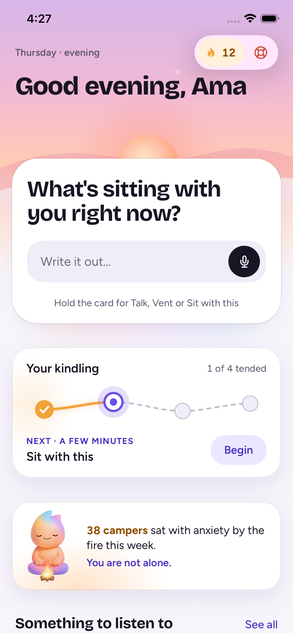 4:27
Thursday · evening
12
Good evening, Ama
What's sitting with
you right now?
Write it out...
Hold the card for Talk, Vent or Sit with this
Your kindling
1 of 4 tended
NEXT · A FEW MINUTES
Sit with this
Begin
38 campers sat with anxiety by the
fire this week.
You are not alone.
Something to listen to
See all